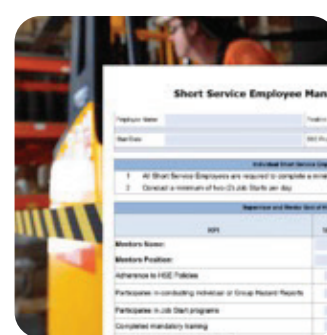 Short Service Employee Man
Employee Name
Positio
Start Date
Individual Short Service Emp
1 All Short Service Employees are required to complete a mini
2 Conduct a minimum of two (2) Job Starts per day
Supervisor and Mentor
KPI
Mentors Name:
Mentors Position:
Adherence to HSE Policies
Participates in conducting Individual or Group Hazard Reports
Participates in Job Start programs
Completed mandatory training